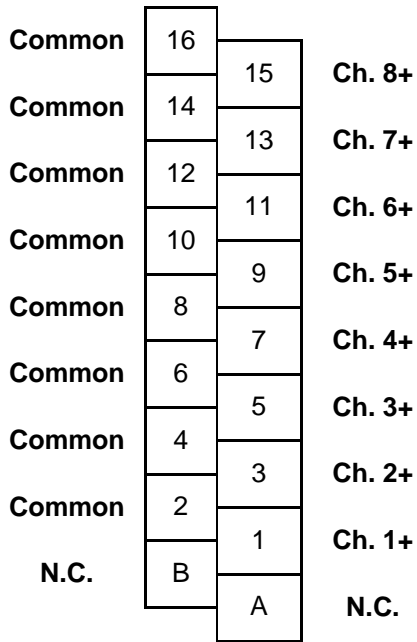 Common 16
15 Ch. 8+
Common 14
13 Ch. 7+
Common 12
11 Ch. 6+
Common 10
9 Ch. 5+
Common 8
7 Ch. 4+
Common 6
5 Ch. 3+
Common 4
3 Ch. 2+
Common 2
1 Ch. 1+
N.C. B
A N.C.